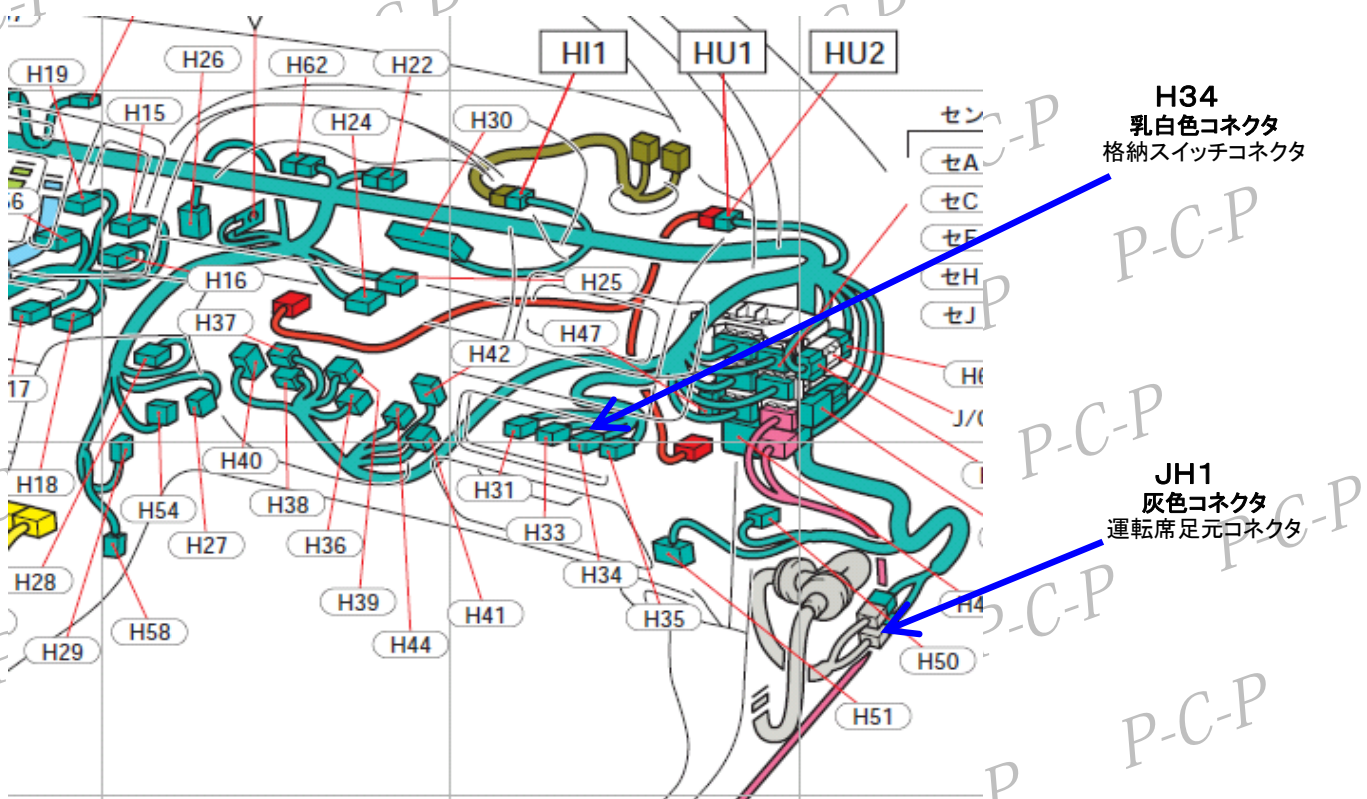 H19
H26
H62
H22
HI1
HU1
HU2
H15
H24
H30
セン
セA
セC
セE
セH
セJ
H34
乳白色コネクタ
格納スイッチコネクタ
H16
H25
H37
H47
H42
H6
J/C
17
H18
H40
H31
H54
H38
H33
H27
H36
H34
H28
H39
H41
H35
H58
H44
H29
H4
H50
H51
JH1
灰色コネクタ
運転席足元コネクタ
P-C-P
P-C-P
P-C-P
P-C-P
P-C-P
P-C-P